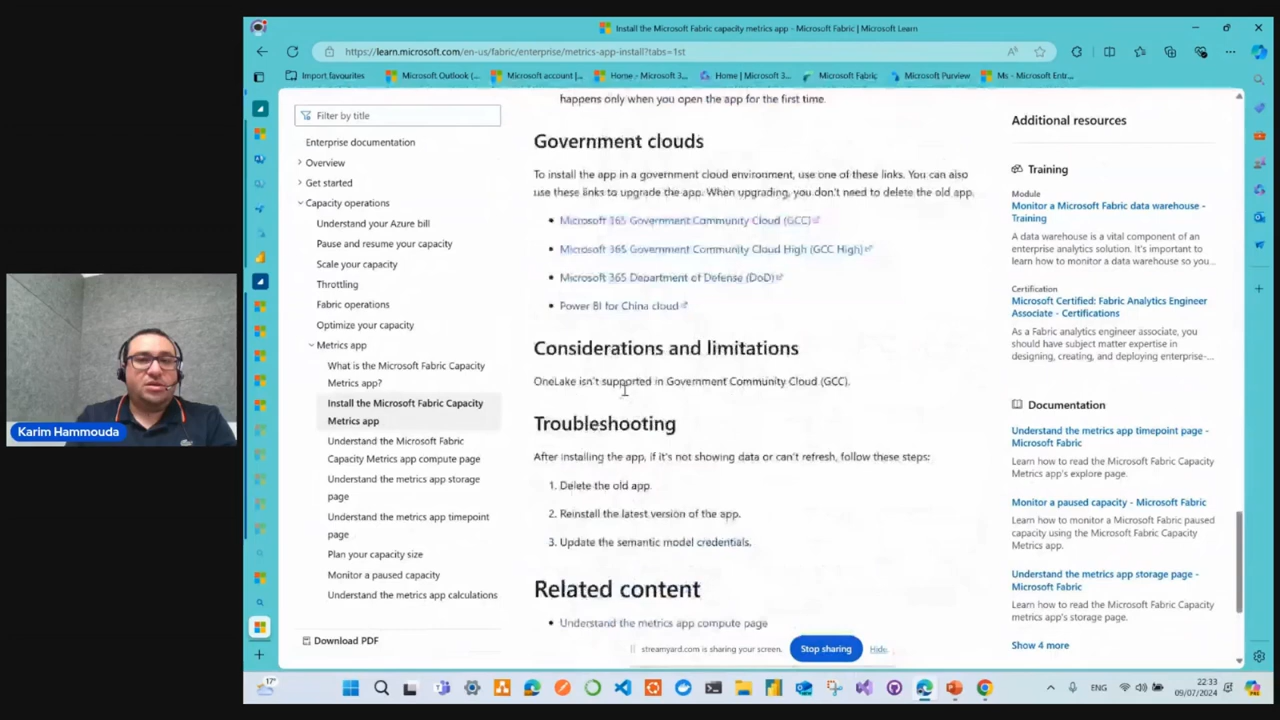 Install the Microsoft Fabric capacity metrics app - Microsoft Fabric | Microsoft Learn
https://learn.microsoft.com/en-us/fabric/enterprise/metrics-app-install?tabs=1st
Import favourites
Microsoft Outlook (...
Microsoft account |...
Home - Microsoft 3...
Home | Microsoft 3...
Microsoft Fabric
Microsoft Purview
Ms - Microsoft Entr...
Filter by title
Enterprise documentation
Overview
Get started
Capacity operations
Understand your Azure bill
Pause and resume your capacity
Scale your capacity
Throttling
Fabric operations
Optimize your capacity
Metrics app
What is the Microsoft Fabric Capacity
Metrics app?
Install the Microsoft Fabric Capacity
Metrics app
Understand the Microsoft Fabric
Capacity Metrics app compute page
Understand the metrics app storage
page
Understand the metrics app timepoint
page
Plan your capacity size
Monitor a paused capacity
Understand the metrics app calculations
Download PDF
happens only when you open the app for the first time.
Government clouds
To install the app in a government cloud environment, use one of these links. You can also
use these links to upgrade the app. When upgrading, you don't need to delete the old app.
• Microsoft 365 Government Community Cloud (GCC)
• Microsoft 365 Government Community Cloud High (GCC High)
• Microsoft 365 Department of Defense (DoD)
• Power BI for China cloud
Considerations and limitations
OneLake isn't supported in Government Community Cloud (GCC).
Troubleshooting
After installing the app, if it's not showing data or can't refresh, follow these steps:
1. Delete the old app.
2. Reinstall the latest version of the app.
3. Update the semantic model credentials.
Related content
• Understand the metrics app compute page
Additional resources
Training
Module
Monitor a Microsoft Fabric data warehouse -
Training
A data warehouse is a vital component of an
enterprise analytics solution. It's important to
learn how to monitor a data warehouse so you...
Certification
Microsoft Certified: Fabric Analytics Engineer
Associate - Certifications
As a Fabric analytics engineer associate, you
should have subject matter expertise in
designing, creating, and deploying enterprise-...
Documentation
Understand the metrics app timepoint page -
Microsoft Fabric
Learn how to read the Microsoft Fabric Capacity
Metrics app's explore page.
Monitor a paused capacity - Microsoft Fabric
Learn how to monitor a Microsoft Fabric paused
capacity using the Microsoft Fabric Capacity
Metrics app.
Understand the metrics app storage page -
Microsoft Fabric
Learn how to read the Microsoft Fabric Capacity
metrics app's storage page.
Show 4 more
streamyard.com is sharing your screen.
Stop sharing
Hide
Karim Hammouda
17°
ENG
22:33
09/07/2024